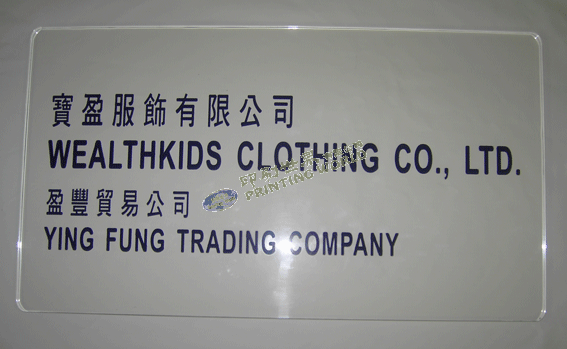 寶盈服飾有限公司
WEALTHKIDS CLOTHING CO., LTD.
盈豐貿易公司
YING FUNG TRADING COMPANY
PRINTING